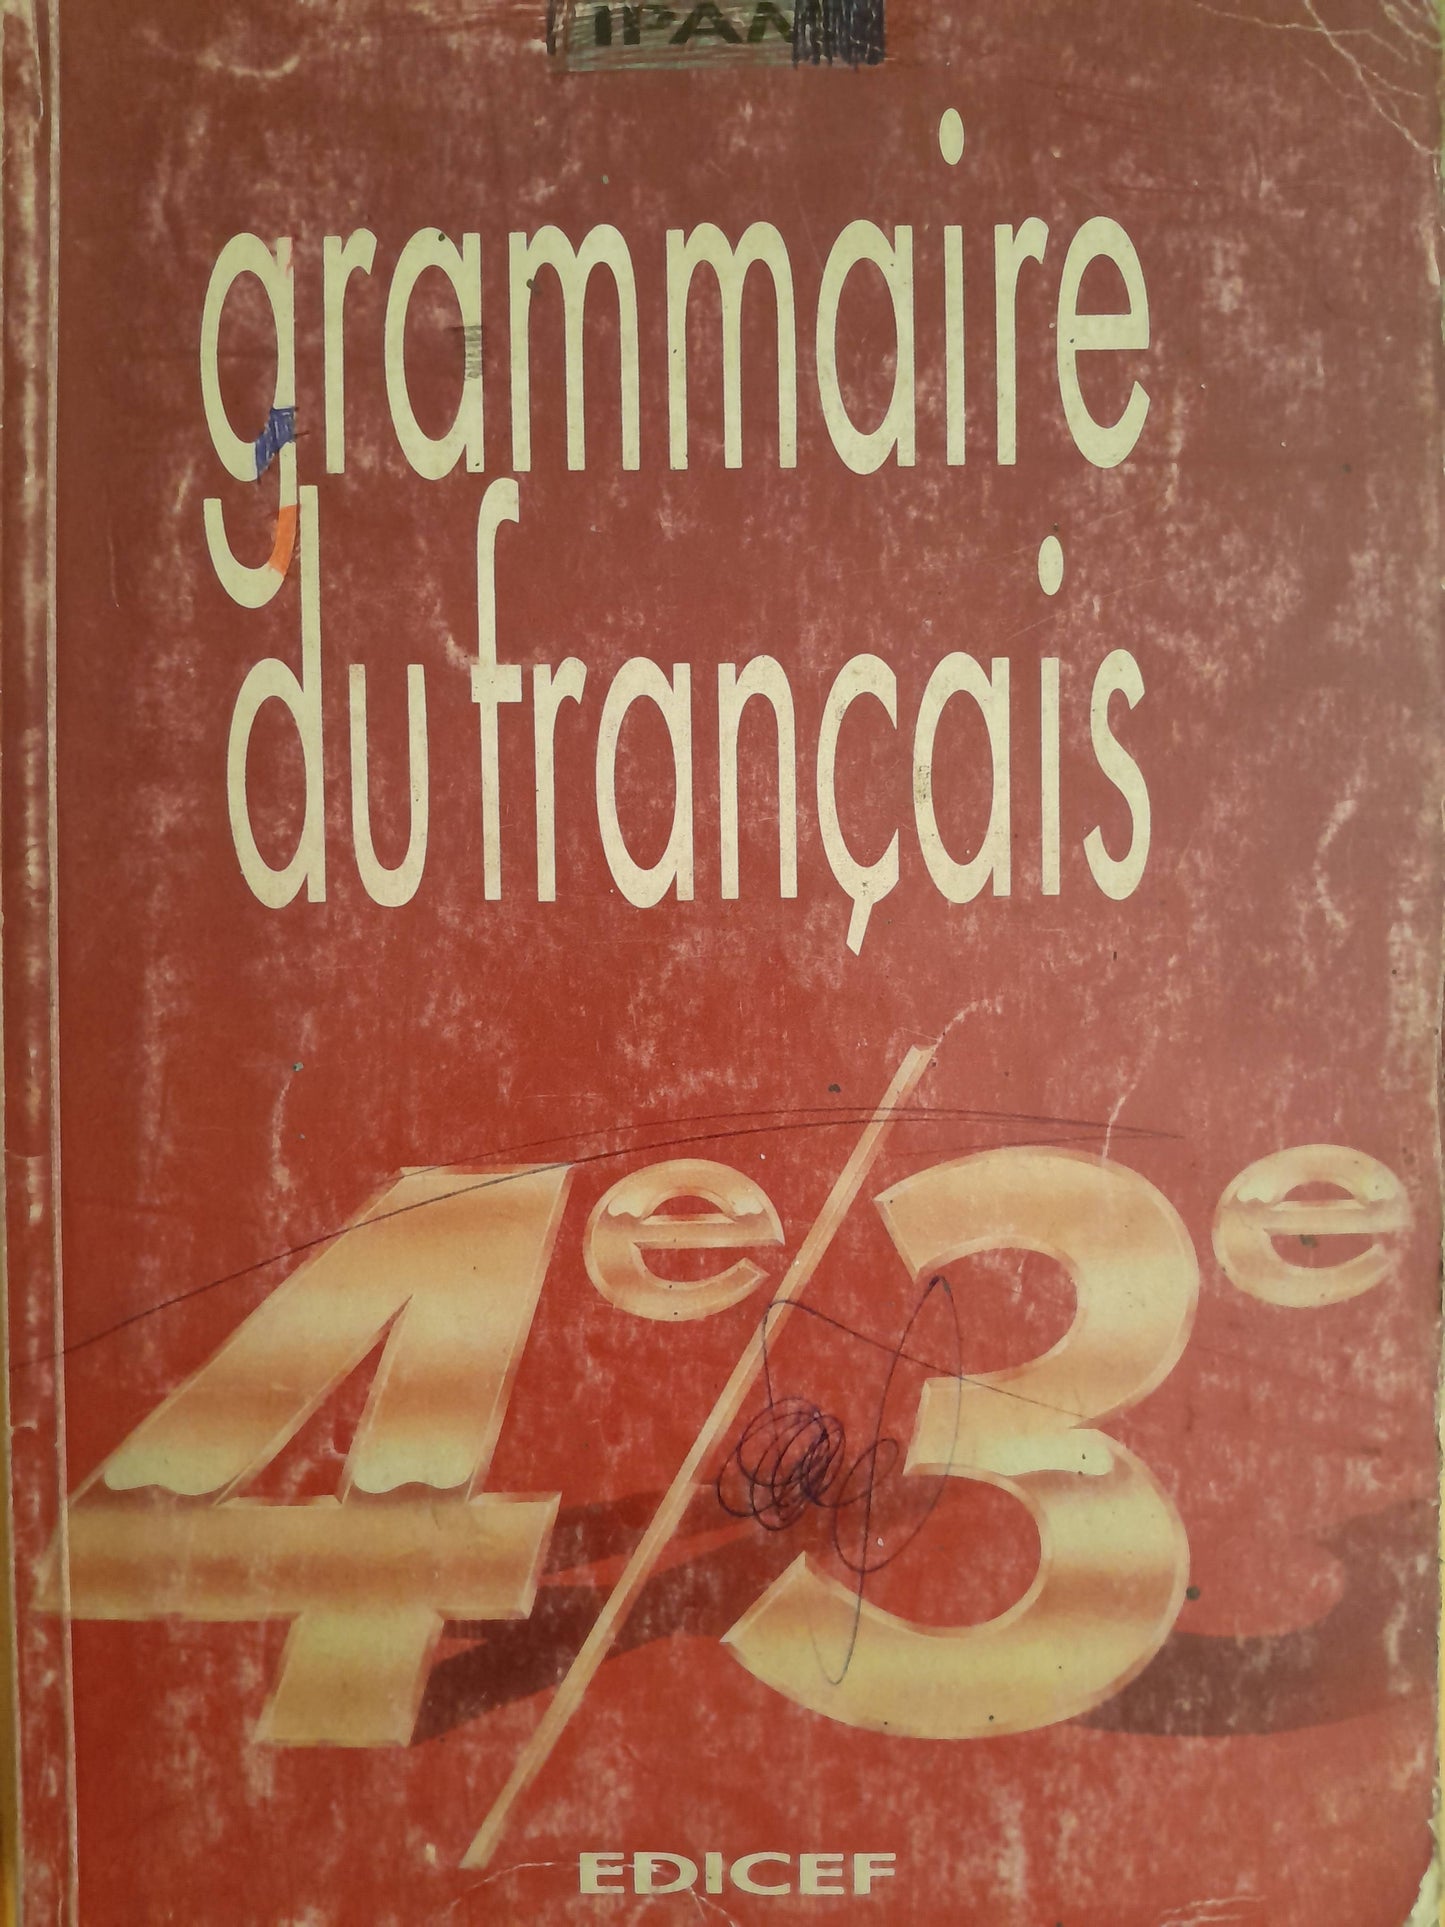 IPAM
grammaire
du français
4e/3e
EDICEF